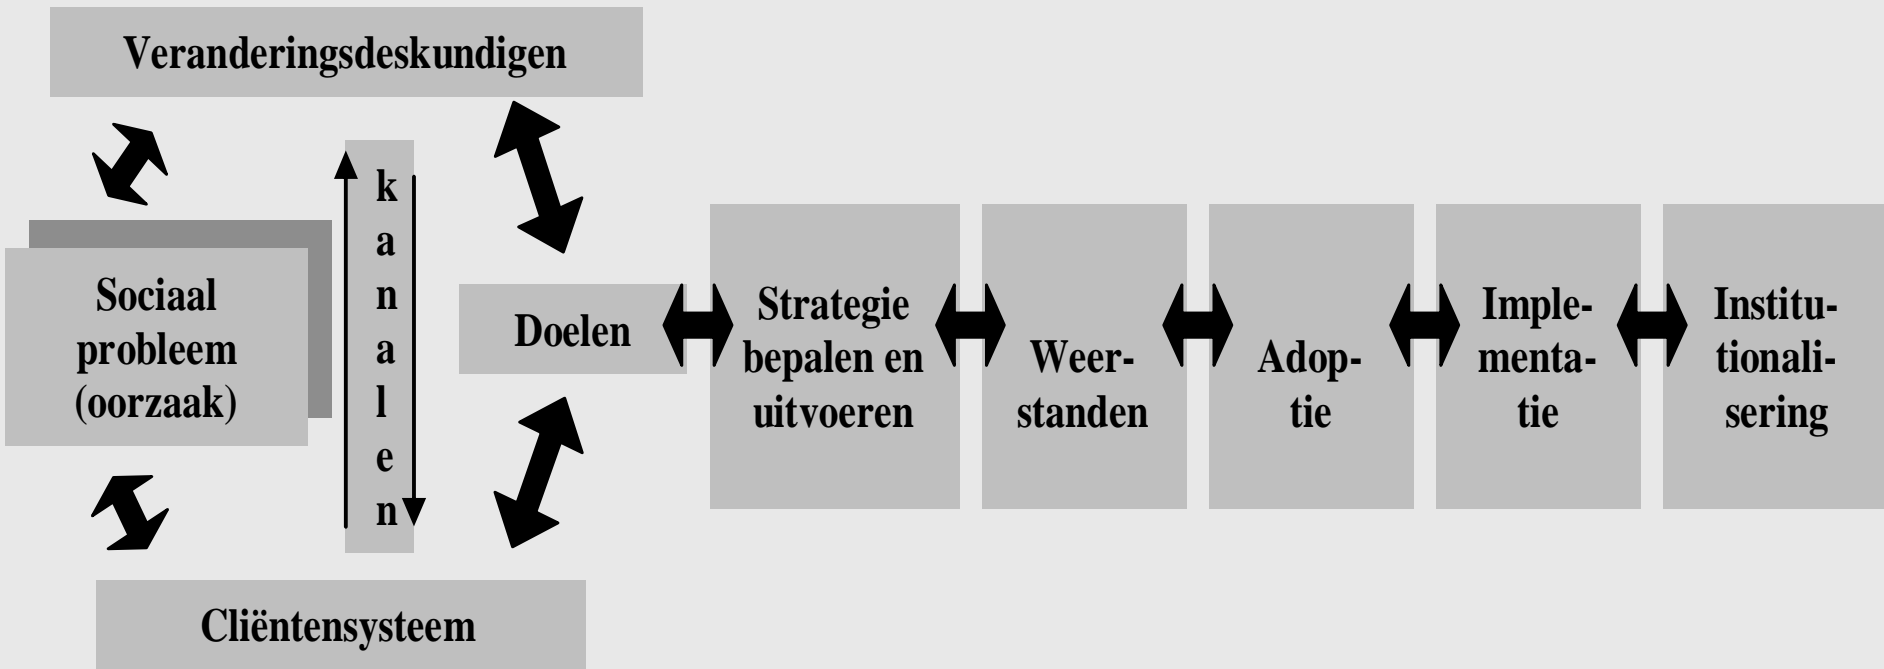 Veranderingsdeskundigen
k
a
n
a
l
e
n
Sociaal
probleem
(oorzaak)
Doelen
Strategie
bepalen en
uitvoeren
Weer-
standen
Adop-
tie
Imple-
menta-
tie
Institu-
tionali-
sering
Cliëntensysteem